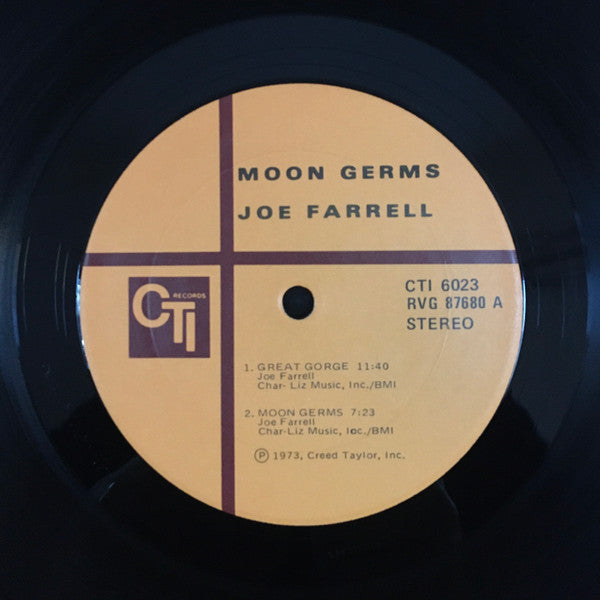 MOON GERMS
JOE FARRELL
CTI RECORDS
CTI 6023
RVG 87680 A
STEREO
1. GREAT GORGE 11:40
Joe Farrell
Char- Liz Music, Inc./BMI
2. MOON GERMS 7:23
Joe Farrell
Char-Liz Music, Inc./BMI
Ⓟ 1973, Creed Taylor, Inc.